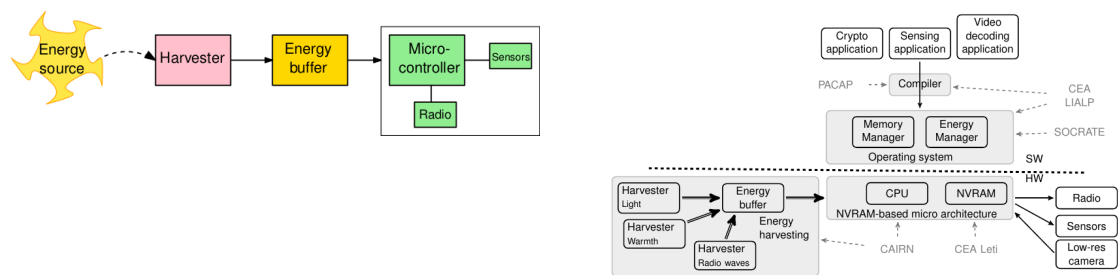 Energy
source
Harvester
Energy
buffer
Micro-
controller
Sensors
Radio
Crypto
application
Sensing
application
Video
decoding
application
PACAP
Compiler
CEA
LIALP
Memory
Manager
Energy
Manager
SOCRATE
Operating system
SW
HW
Harvester
Light
Energy
buffer
CPU
NVRAM
Radio
NVRAM-based micro architecture
Harvester
Warmth
Energy
harvesting
Sensors
Harvester
Radio waves
CAIRN
CEA Leti
Low-res
camera